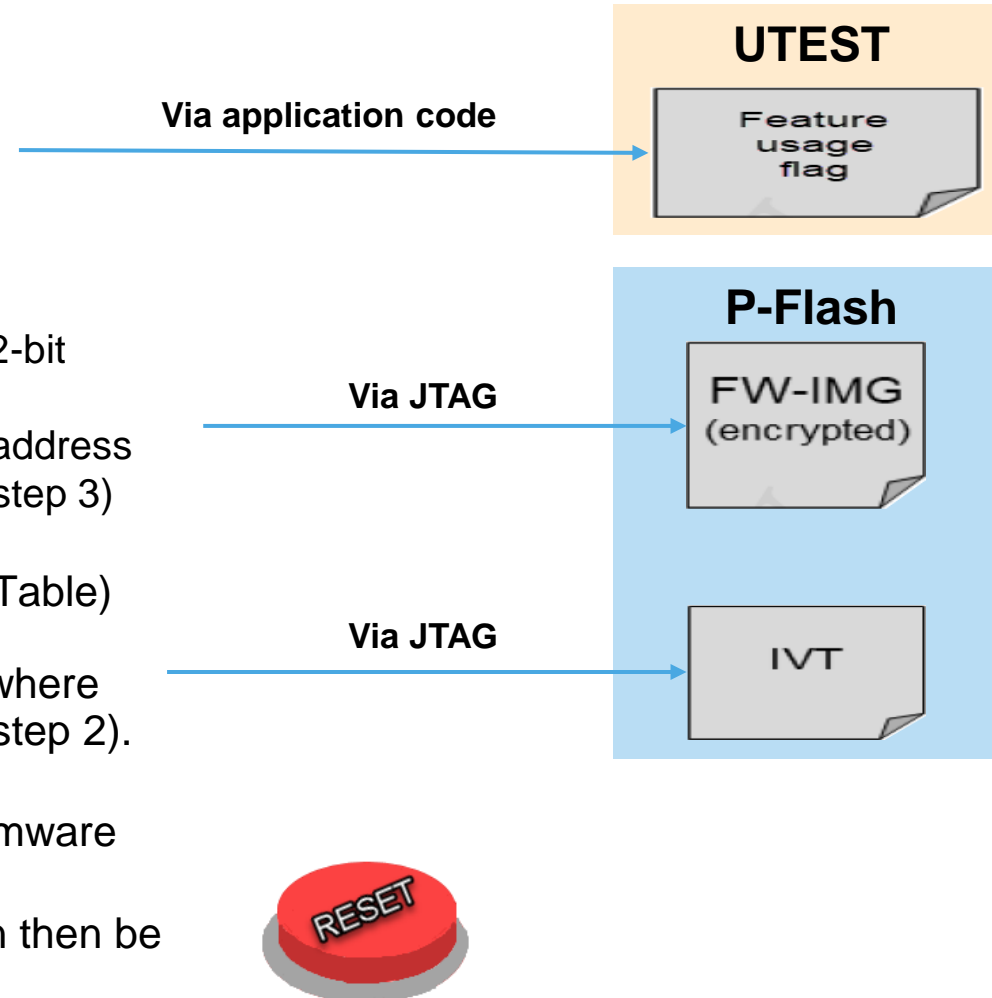 UTEST
Via application code
Feature
usage
flag
P-Flash
2-bit
Via JTAG
FW-IMG
(encrypted)
address
step 3)
Table)
Via JTAG
IVT
where
step 2).
mware
RESET
then be